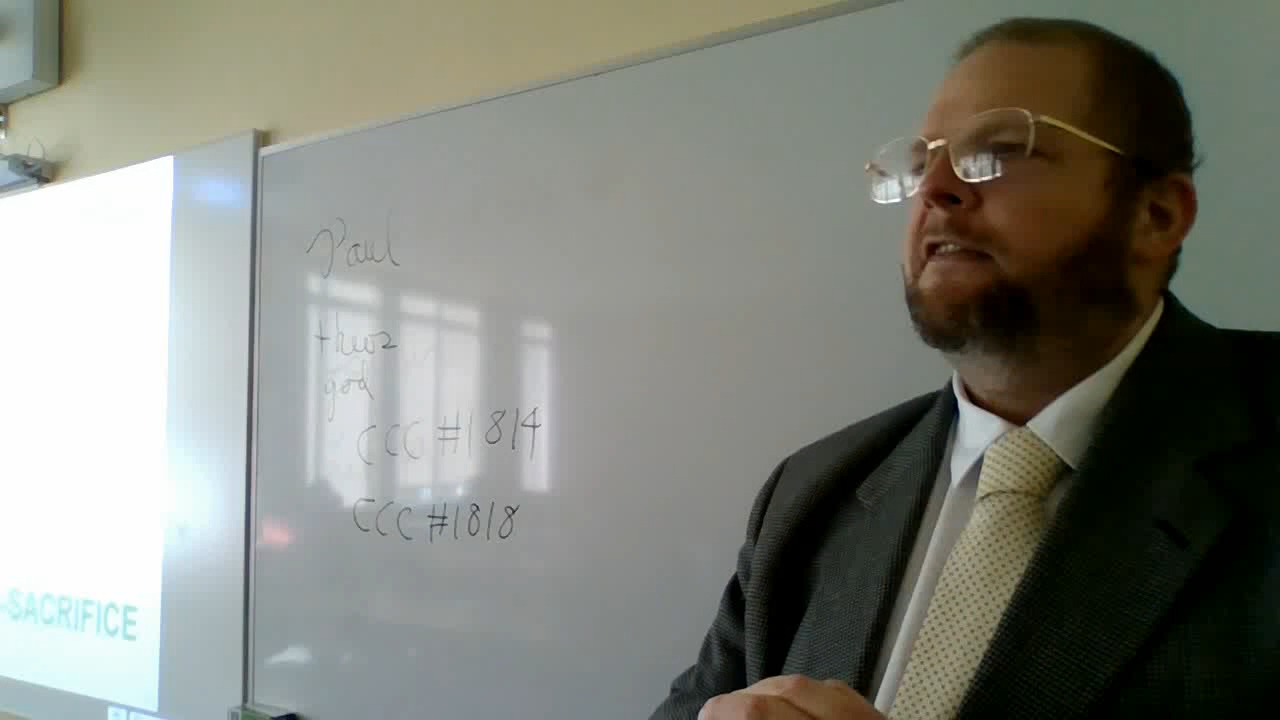 Paul
theos
god
CCC #1814
CCC #1818
SACRIFICE